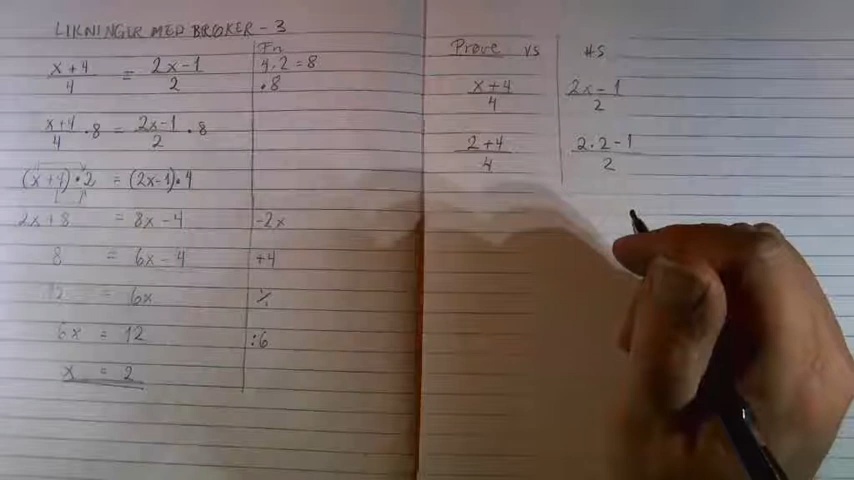 LIKNINGER MED BRØKER - 3
Fn
x+4/4 = 2x-1/2 4·2=8
·8
x+4/4 ·8 = 2x-1/2 ·8
(x+4)·2 = (2x-1)·4
2x+8 = 8x-4 -2x
8 = 6x-4 +4
12 = 6x
6x = 12 :6
x = 2
Prøve VS HS
x+4/4 2x-1/2
2+4/4 2·2-1/2